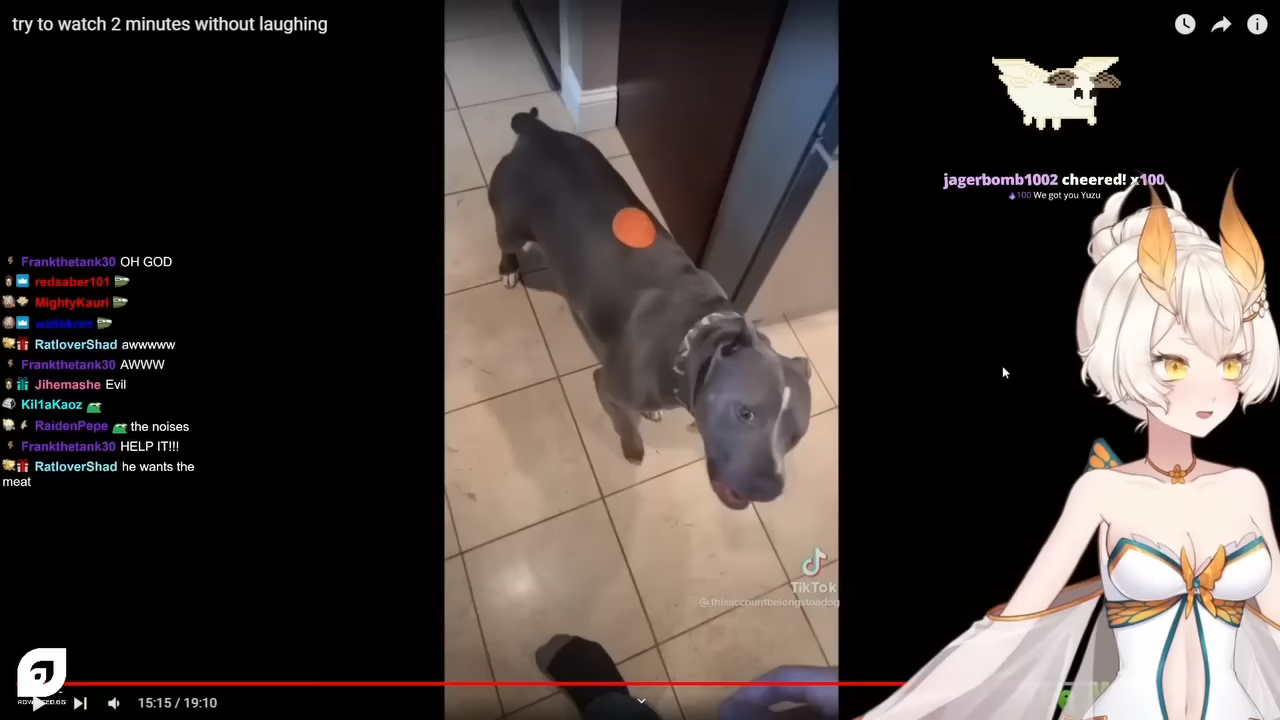 try to watch 2 minutes without laughing
jagerbomb1002 cheered! x100
100 We got you Yuzu
Frankthetank30 OH GOD
redsaber101
MightyKauri
RatloverShad awwwww
Frankthetank30 AWWW
Jihemashe Evil
Kil1aKaoz
RaidenPepe the noises
Frankthetank30 HELP IT!!!
RatloverShad he wants the
meat
TikTok
@thisaccountbelongstoadog
15:15 / 19:10